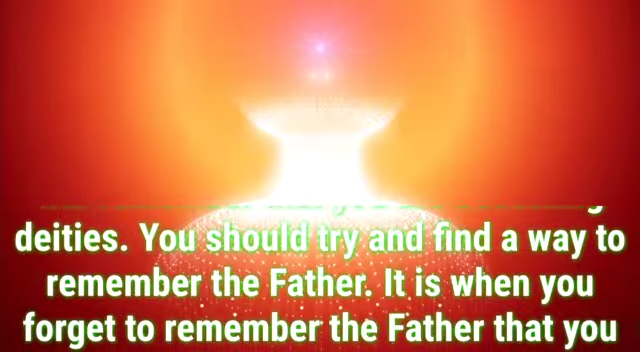 deities. You should try and find a way to
remember the Father. It is when you
forget to remember the Father that you